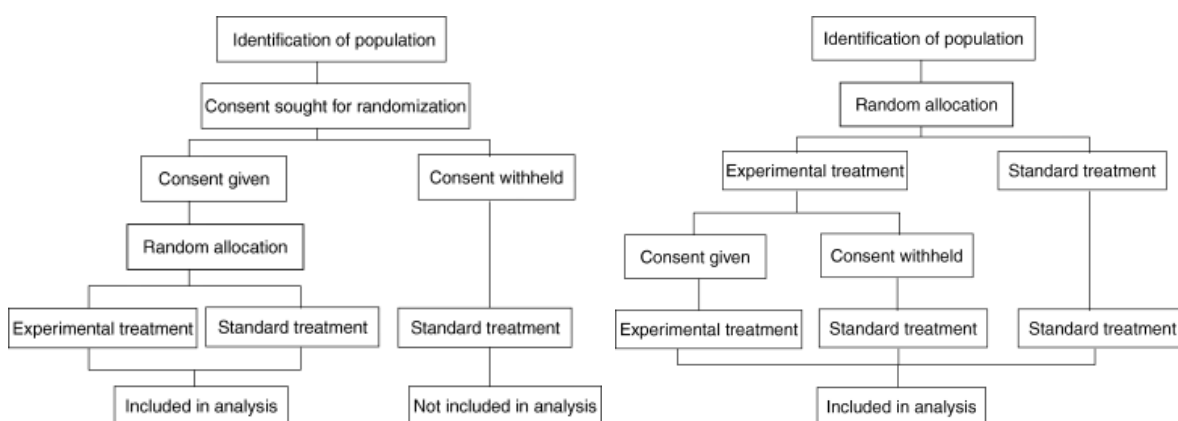 Identification of population
Consent sought for randomization
Consent given
Consent withheld
Random allocation
Experimental treatment
Standard treatment
Standard treatment
Included in analysis
Not included in analysis
Identification of population
Random allocation
Experimental treatment
Standard treatment
Consent given
Consent withheld
Experimental treatment
Standard treatment
Standard treatment
Included in analysis